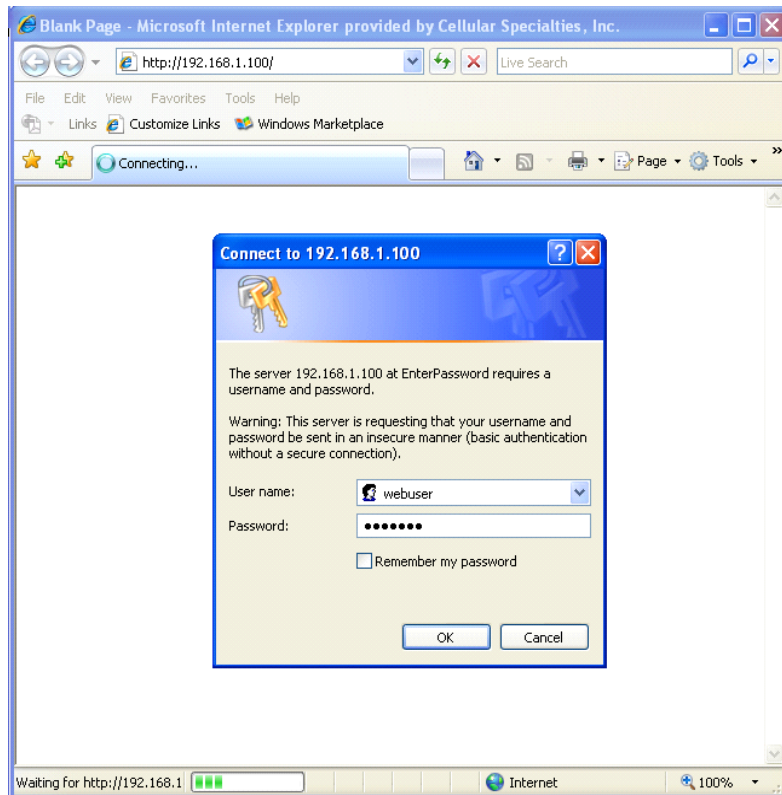 Blank Page - Microsoft Internet Explorer provided by Cellular Specialties, Inc.
http://192.168.1.100/
Live Search
File Edit View Favorites Tools Help
Links Customize Links Windows Marketplace
Connecting...
Page Tools »
Connect to 192.168.1.100
The server 192.168.1.100 at EnterPassword requires a
username and password.
Warning: This server is requesting that your username and
password be sent in an insecure manner (basic authentication
without a secure connection).
User name: webuser
Password: •••••••
Remember my password
OK Cancel
Waiting for http://192.168.1 Internet 100%